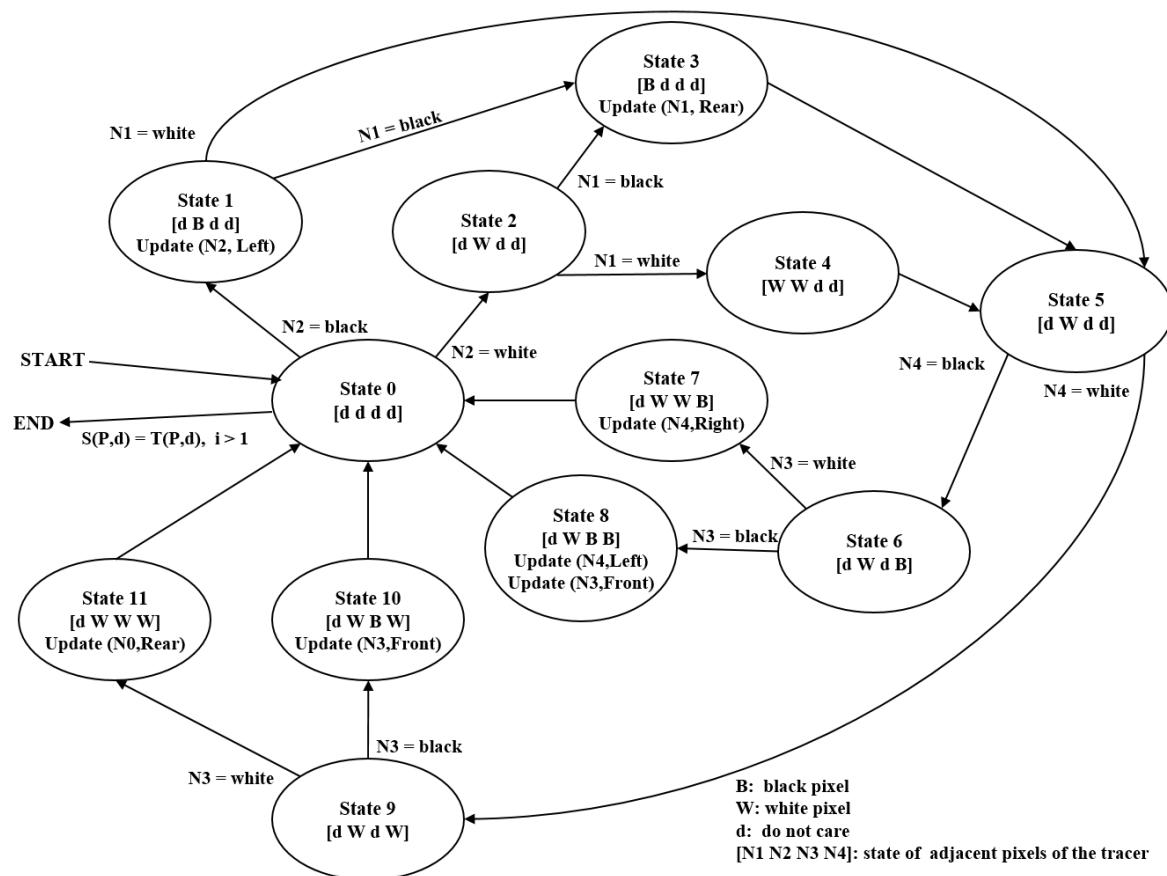 State 3
[B d d d]
Update (N1, Rear)
N1 = white
N1 = black
State 1
[d B d d]
Update (N2, Left)
State 2
[d W d d]
N1 = black
N1 = white
State 4
[W W d d]
State 5
[d W d d]
N2 = black
N2 = white
START
State 0
[d d d d]
END
S(P,d) = T(P,d),  i > 1
State 7
[d W W B]
Update (N4,Right)
N4 = black
N4 = white
N3 = white
State 8
[d W B B]
Update (N4,Left)
Update (N3,Front)
N3 = black
State 6
[d W d B]
State 11
[d W W W]
Update (N0,Rear)
State 10
[d W B W]
Update (N3,Front)
N3 = black
N3 = white
State 9
[d W d W]
B:  black pixel
W: white pixel
d:  do not care
[N1 N2 N3 N4]: state of  adjacent pixels of the tracer